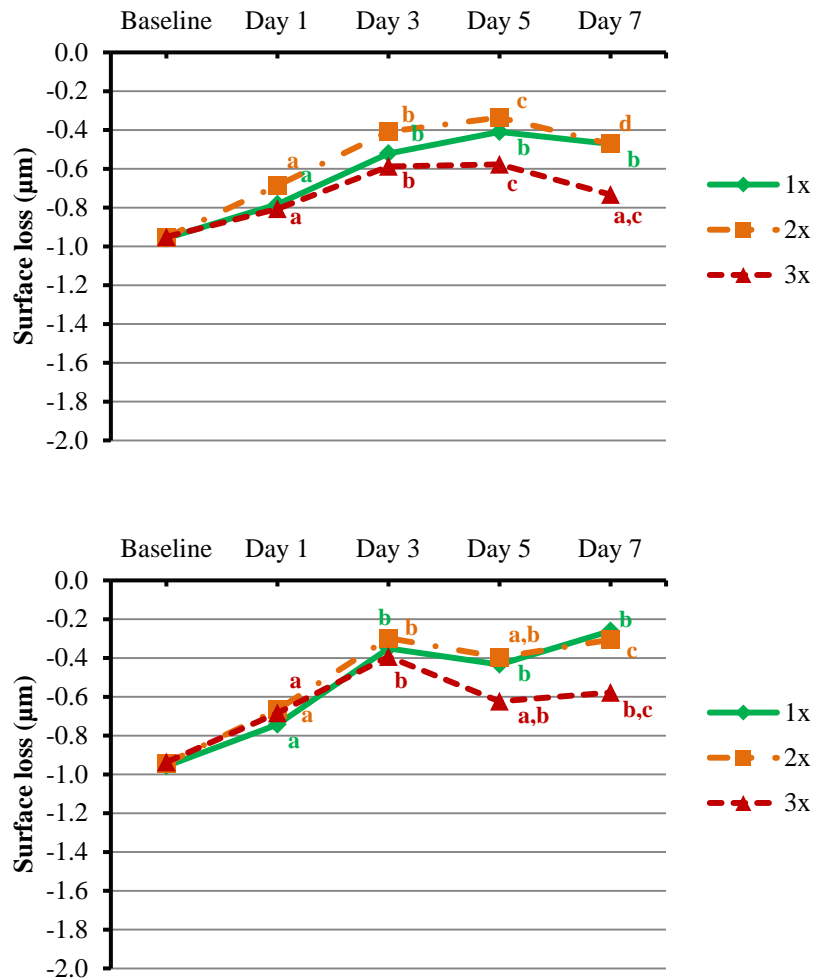 Baseline Day 1 Day 3 Day 5 Day 7
0.0
-0.2
-0.4
-0.6
-0.8
-1.0
-1.2
-1.4
-1.6
-1.8
-2.0
Surface loss (µm)
a
a
a
b
b
b
c
b
c
d
b
a,c
1x
2x
3x
Baseline Day 1 Day 3 Day 5 Day 7
0.0
-0.2
-0.4
-0.6
-0.8
-1.0
-1.2
-1.4
-1.6
-1.8
-2.0
Surface loss (µm)
a
a
a
b
b
b
a,b
b
a,b
b
c
b,c
1x
2x
3x